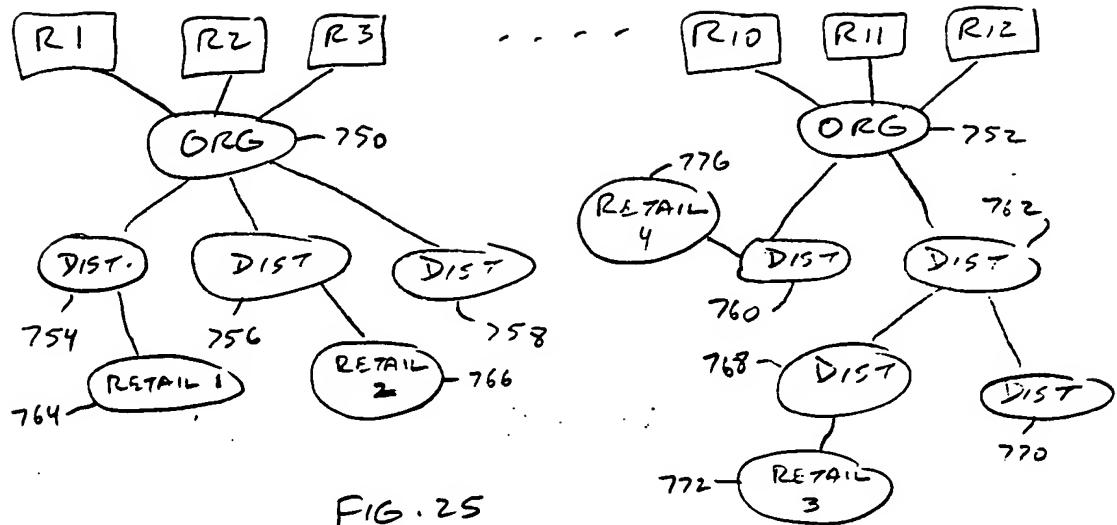 R1 R2 R3 . . . . R10 R11 R12
ORG 750 ORG 752
776
RETAIL
4
762
DIST. DIST DIST DIST DIST
754 756 758 760
RETAIL 1 RETAIL
2 766 768 DIST DIST
764 770
772 RETAIL
3
FIG. 25